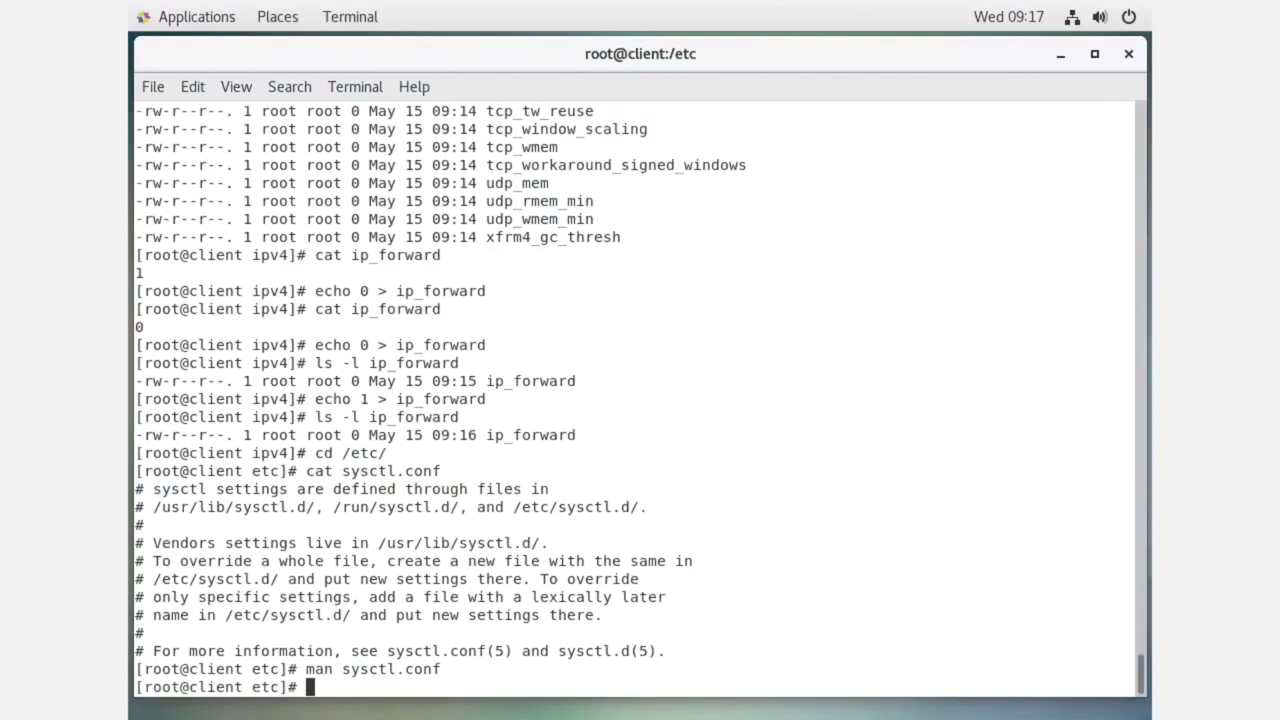 Applications Places Terminal Wed 09:17
root@client:/etc
File Edit View Search Terminal Help
-rw-r--r--. 1 root root 0 May 15 09:14 tcp_tw_reuse
-rw-r--r--. 1 root root 0 May 15 09:14 tcp_window_scaling
-rw-r--r--. 1 root root 0 May 15 09:14 tcp_wmem
-rw-r--r--. 1 root root 0 May 15 09:14 tcp_workaround_signed_windows
-rw-r--r--. 1 root root 0 May 15 09:14 udp_mem
-rw-r--r--. 1 root root 0 May 15 09:14 udp_rmem_min
-rw-r--r--. 1 root root 0 May 15 09:14 udp_wmem_min
-rw-r--r--. 1 root root 0 May 15 09:14 xfrm4_gc_thresh
[root@client ipv4]# cat ip_forward
1
[root@client ipv4]# echo 0 > ip_forward
[root@client ipv4]# cat ip_forward
0
[root@client ipv4]# echo 0 > ip_forward
[root@client ipv4]# ls -l ip_forward
-rw-r--r--. 1 root root 0 May 15 09:15 ip_forward
[root@client ipv4]# echo 1 > ip_forward
[root@client ipv4]# ls -l ip_forward
-rw-r--r--. 1 root root 0 May 15 09:16 ip_forward
[root@client ipv4]# cd /etc/
[root@client etc]# cat sysctl.conf
# sysctl settings are defined through files in
# /usr/lib/sysctl.d/, /run/sysctl.d/, and /etc/sysctl.d/.
#
# Vendors settings live in /usr/lib/sysctl.d/.
# To override a whole file, create a new file with the same in
# /etc/sysctl.d/ and put new settings there. To override
# only specific settings, add a file with a lexically later
# name in /etc/sysctl.d/ and put new settings there.
#
# For more information, see sysctl.conf(5) and sysctl.d(5).
[root@client etc]# man sysctl.conf
[root@client etc]#